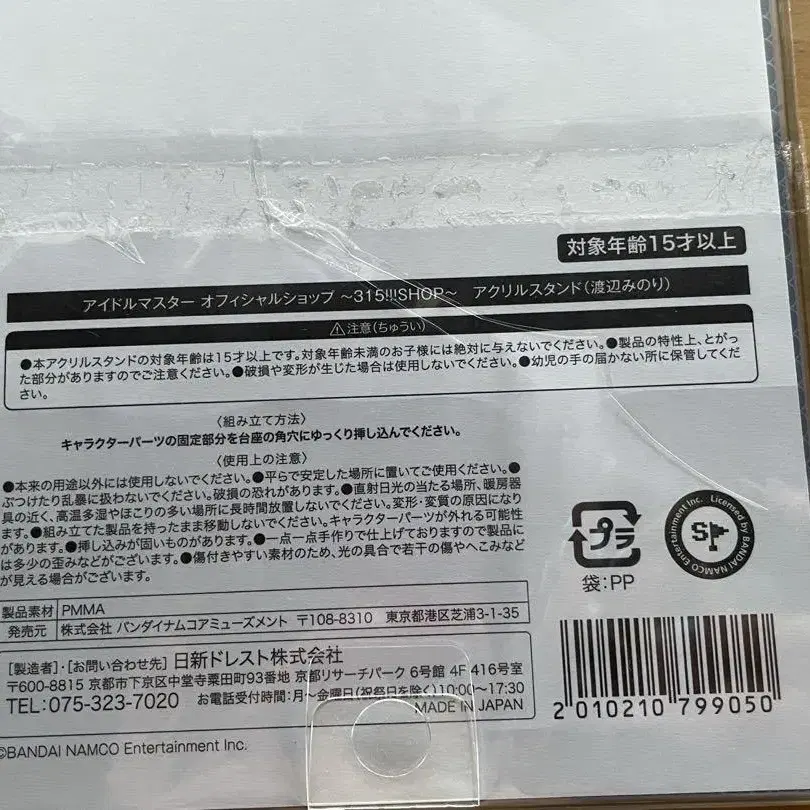 対象年齢15才以上
アイドルマスター オフィシャルショップ ～315!!!SHOP～ アクリルスタンド(渡辺みのり)
⚠注意(ちゅうい)
●本アクリルスタンドの対象年齢は15才以上です。対象年齢未満のお子様には絶対に与えないでください。●製品の特性上、とがっ
た部分がありますのでご注意ください。●破損や変形が生じた場合は使用しないでください。●幼児の手の届かない所に保管してくだ
さい。
〈組み立て方法〉
キャラクターパーツの固定部分を台座の角穴にゆっくり挿し込んでください。
〈使用上の注意〉
●本来の用途以外には使用しないでください。●平らで安定した場所に置いてご使用ください。●
ぶつけたり乱暴に扱わないでください。破損の恐れがあります。●直射日光の当たる場所、暖房器
具の近く、高温多湿やほこりの多い場所に長時間放置しないでください。変形・変質の原因になり
ます。●組み立てた製品を持ったまま移動しないでください。キャラクターパーツが外れる可能性
があります。●挿し込みが固いものがあります。●一点一点手作りで仕上げておりますので製品に
は多少の歪みなどがございます。●傷付きやすい素材のため、光の具合で若干の傷やへこみなど
が見える場合がございます。
プラ
袋:PP
Licensed by BANDAI NAMCO Entertainment Inc.
S
製品素材 PMMA
発売元 株式会社 バンダイナムコアミューズメント 〒108-8310 東京都港区芝浦3-1-35
[製造者]・[お問い合わせ先] 日新ドレスト株式会社
〒600-8815 京都市下京区中堂寺粟田町93番地 京都リサーチパーク 6号館 4F 416号室
TEL:075-323-7020 お電話受付時間:月～金曜日(祝祭日を除く)10:00～17:30
MADE IN JAPAN
2 010210 799050
©BANDAI NAMCO Entertainment Inc.